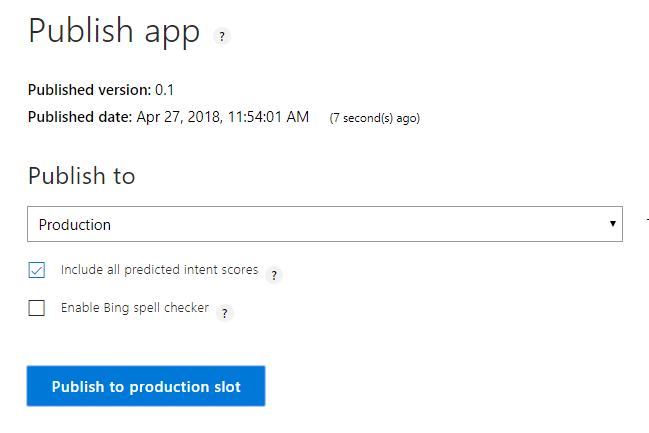 Publish app ?
Published version: 0.1
Published date: Apr 27, 2018, 11:54:01 AM (7 second(s) ago)
Publish to
Production
Include all predicted intent scores ?
Enable Bing spell checker ?
Publish to production slot